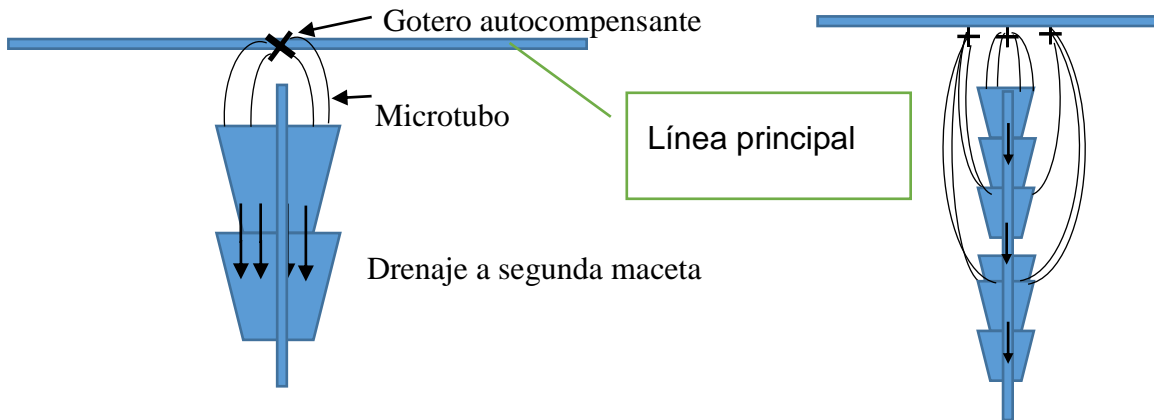 Gotero autocompensante
Microtubo
Línea principal
Drenaje a segunda maceta